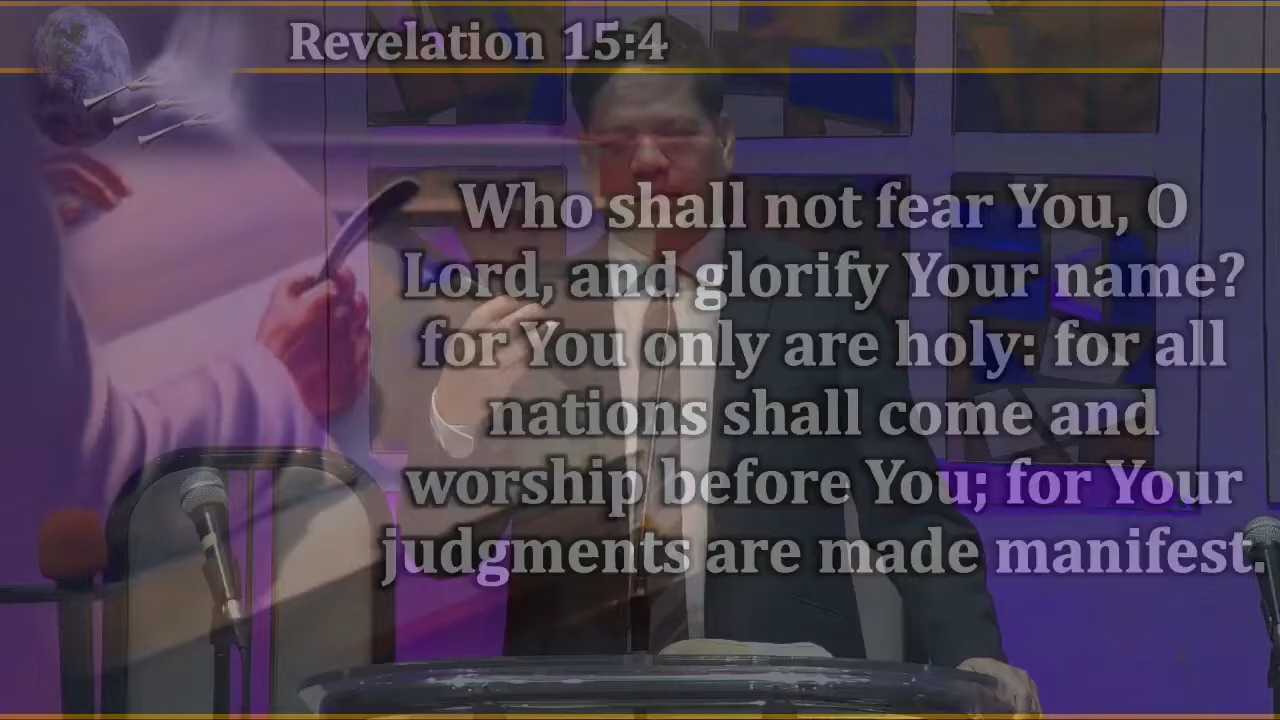 Revelation 15:4
Who shall not fear You, O
Lord, and glorify Your name?
for You only are holy: for all
nations shall come and
worship before You; for Your
judgments are made manifest.